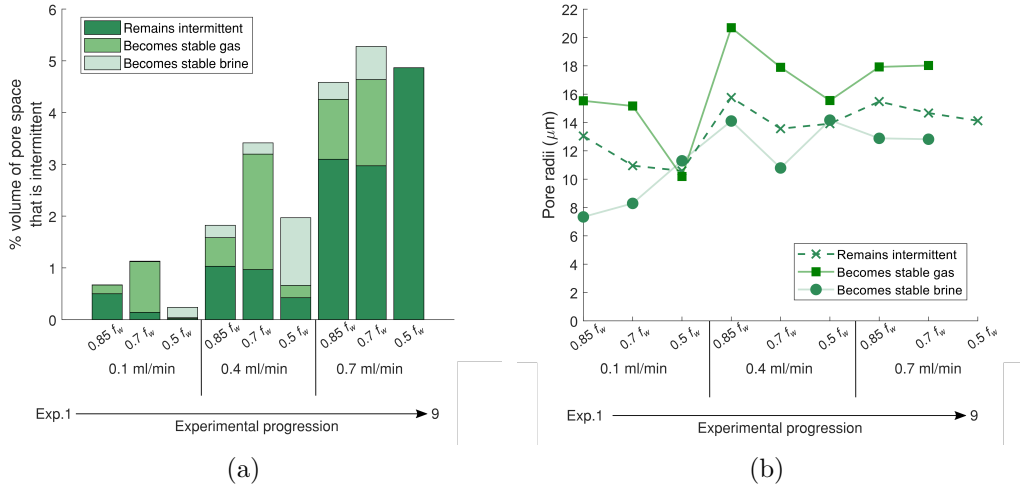 6
5
4
3
2
1
0
% volume of pore space
that is intermittent
Remains intermittent
Becomes stable gas
Becomes stable brine
0.85 fw
0.7 fw
0.5 fw
0.85 fw
0.7 fw
0.5 fw
0.85 fw
0.7 fw
0.5 fw
0.1 ml/min
0.4 ml/min
0.7 ml/min
Exp.1
9
Experimental progression
(a)
22
20
18
16
14
12
10
8
6
4
2
0
Pore radii (μm)
Remains intermittent
Becomes stable gas
Becomes stable brine
0.85 fw
0.7 fw
0.5 fw
0.85 fw
0.7 fw
0.5 fw
0.85 fw
0.7 fw
0.5 fw
0.1 ml/min
0.4 ml/min
0.7 ml/min
Exp.1
9
Experimental progression
(b)